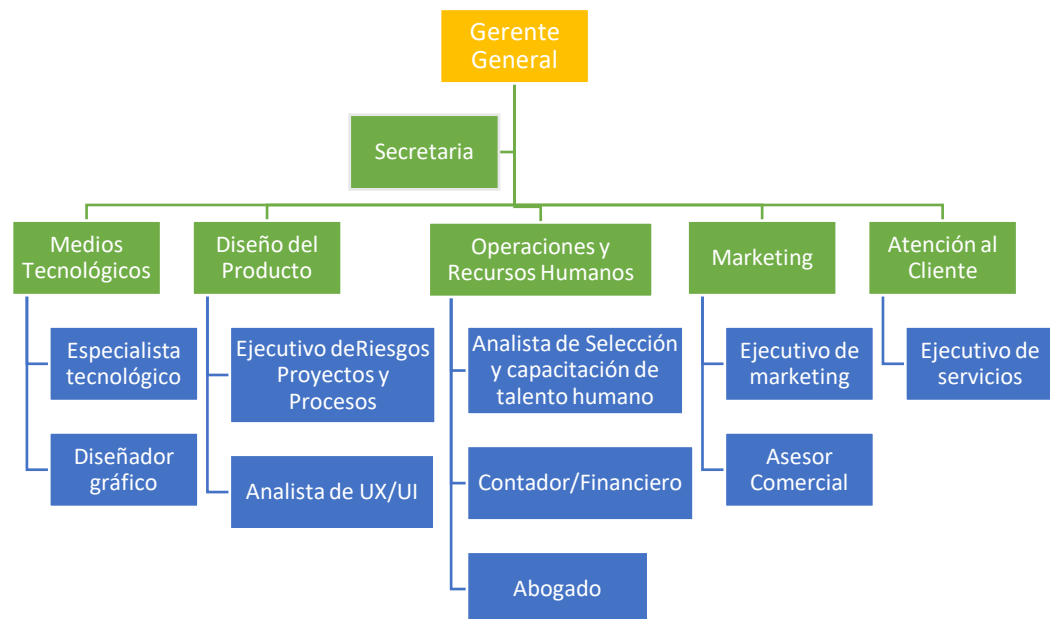 Gerente
General
Secretaria
Medios
Tecnológicos
Diseño del
Producto
Operaciones y
Recursos Humanos
Marketing
Atención al
Cliente
Especialista
tecnológico
Ejecutivo deRiesgos
Proyectos y
Procesos
Analista de Selección
y capacitación de
talento humano
Ejecutivo de
marketing
Ejecutivo de
servicios
Diseñador
gráfico
Analista de UX/UI
Contador/Financiero
Asesor
Comercial
Abogado